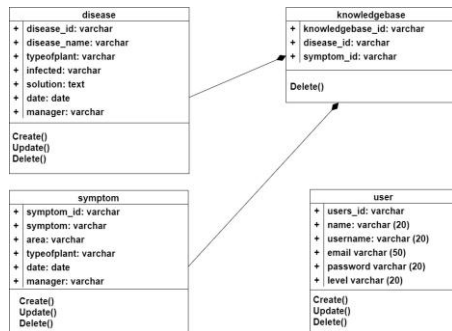 disease
+ disease_id: varchar
+ disease_name: varchar
+ typeofplant: varchar
+ infected: varchar
+ solution: text
+ date: date
+ manager: varchar
Create()
Update()
Delete()
knowledgebase
+ knowledgebase_id: varchar
+ disease_id: varchar
+ symptom_id: varchar
Delete()
symptom
+ symptom_id: varchar
+ symptom: varchar
+ area: varchar
+ typeofplant: varchar
+ date: date
+ manager: varchar
Create()
Update()
Delete()
user
+ users_id: varchar
+ name: varchar (20)
+ username: varchar (20)
+ email varchar (50)
+ password varchar (20)
+ level varchar (20)
Create()
Update()
Delete()